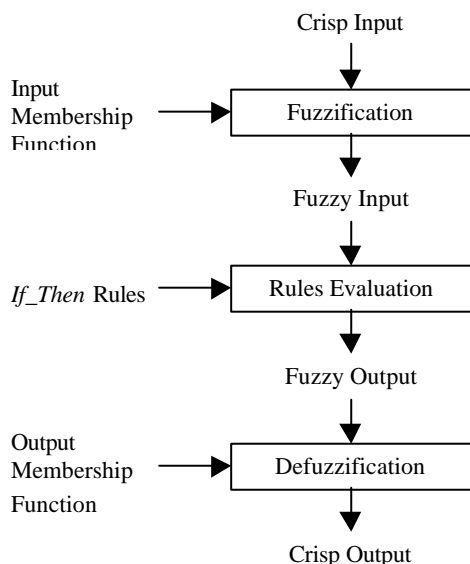 Crisp Input
Input
Membership
Function
Fuzzification
Fuzzy Input
If_Then Rules
Rules Evaluation
Fuzzy Output
Output
Membership
Function
Defuzzification
Crisp Output